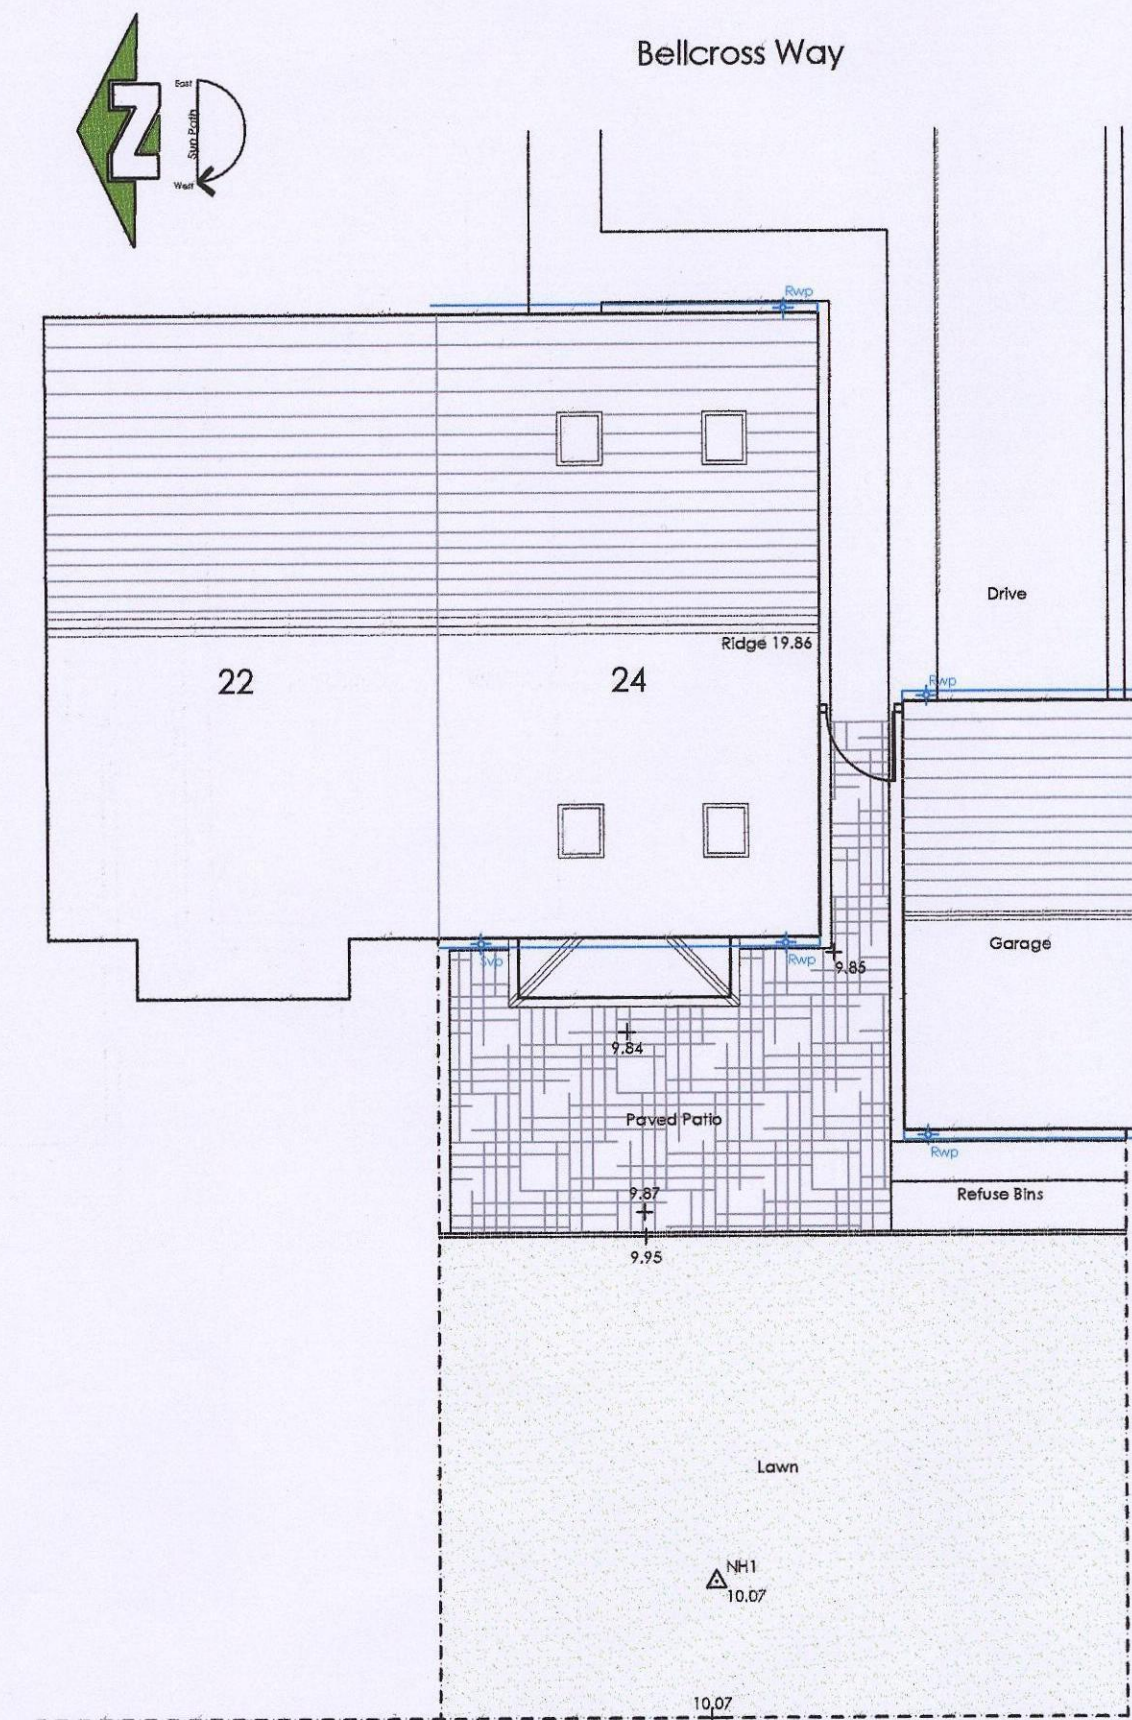 Bellcross Way
N
East
Sun Path
West
Rwp
Drive
Ridge 19.86
22
24
Rwp
Garage
Svp
Rwp
9.85
9.84
Paved Patio
Rwp
9.87
Refuse Bins
9.95
Lawn
NH1
10.07
10.07